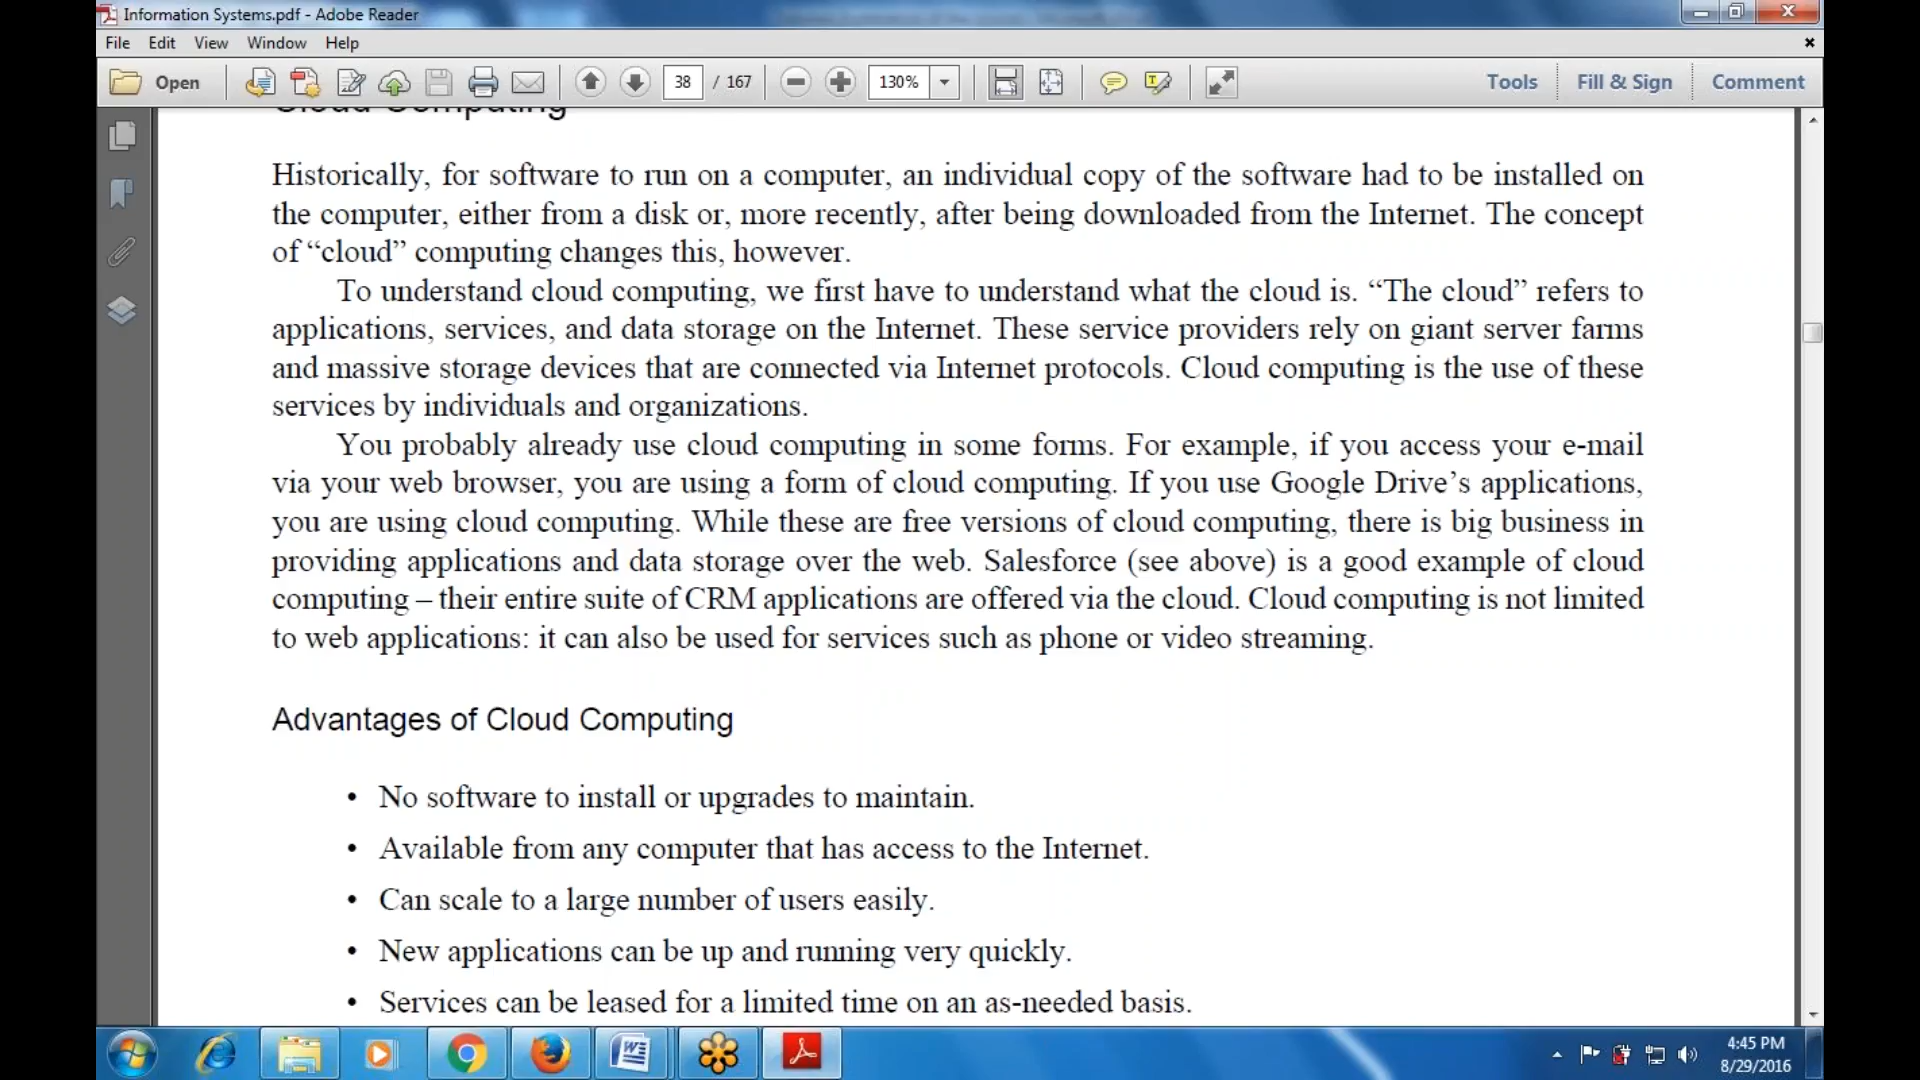 Information Systems.pdf - Adobe Reader
File Edit View Window Help
Open 38 / 167 130% Tools Fill & Sign Comment
Cloud Computing
Historically, for software to run on a computer, an individual copy of the software had to be installed on
the computer, either from a disk or, more recently, after being downloaded from the Internet. The concept
of “cloud” computing changes this, however.
To understand cloud computing, we first have to understand what the cloud is. “The cloud” refers to
applications, services, and data storage on the Internet. These service providers rely on giant server farms
and massive storage devices that are connected via Internet protocols. Cloud computing is the use of these
services by individuals and organizations.
You probably already use cloud computing in some forms. For example, if you access your e-mail
via your web browser, you are using a form of cloud computing. If you use Google Drive’s applications,
you are using cloud computing. While these are free versions of cloud computing, there is big business in
providing applications and data storage over the web. Salesforce (see above) is a good example of cloud
computing – their entire suite of CRM applications are offered via the cloud. Cloud computing is not limited
to web applications: it can also be used for services such as phone or video streaming.
Advantages of Cloud Computing
• No software to install or upgrades to maintain.
• Available from any computer that has access to the Internet.
• Can scale to a large number of users easily.
• New applications can be up and running very quickly.
• Services can be leased for a limited time on an as-needed basis.
4:45 PM
8/29/2016